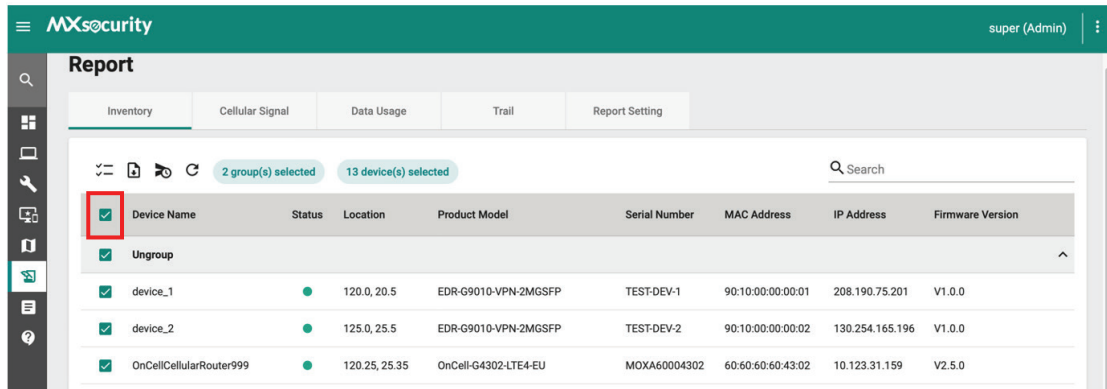 MXsecurity
super (Admin)
Report
Inventory Cellular Signal Data Usage Trail Report Setting
2 group(s) selected 13 device(s) selected Search
Device Name Status Location Product Model Serial Number MAC Address IP Address Firmware Version
Ungroup
device_1 120.0, 20.5 EDR-G9010-VPN-2MGSFP TEST-DEV-1 90:10:00:00:00:01 208.190.75.201 V1.0.0
device_2 125.0, 25.5 EDR-G9010-VPN-2MGSFP TEST-DEV-2 90:10:00:00:00:02 130.254.165.196 V1.0.0
OnCellCellularRouter999 120.25, 25.35 OnCell-G4302-LTE4-EU MOXA60004302 60:60:60:60:43:02 10.123.31.159 V2.5.0